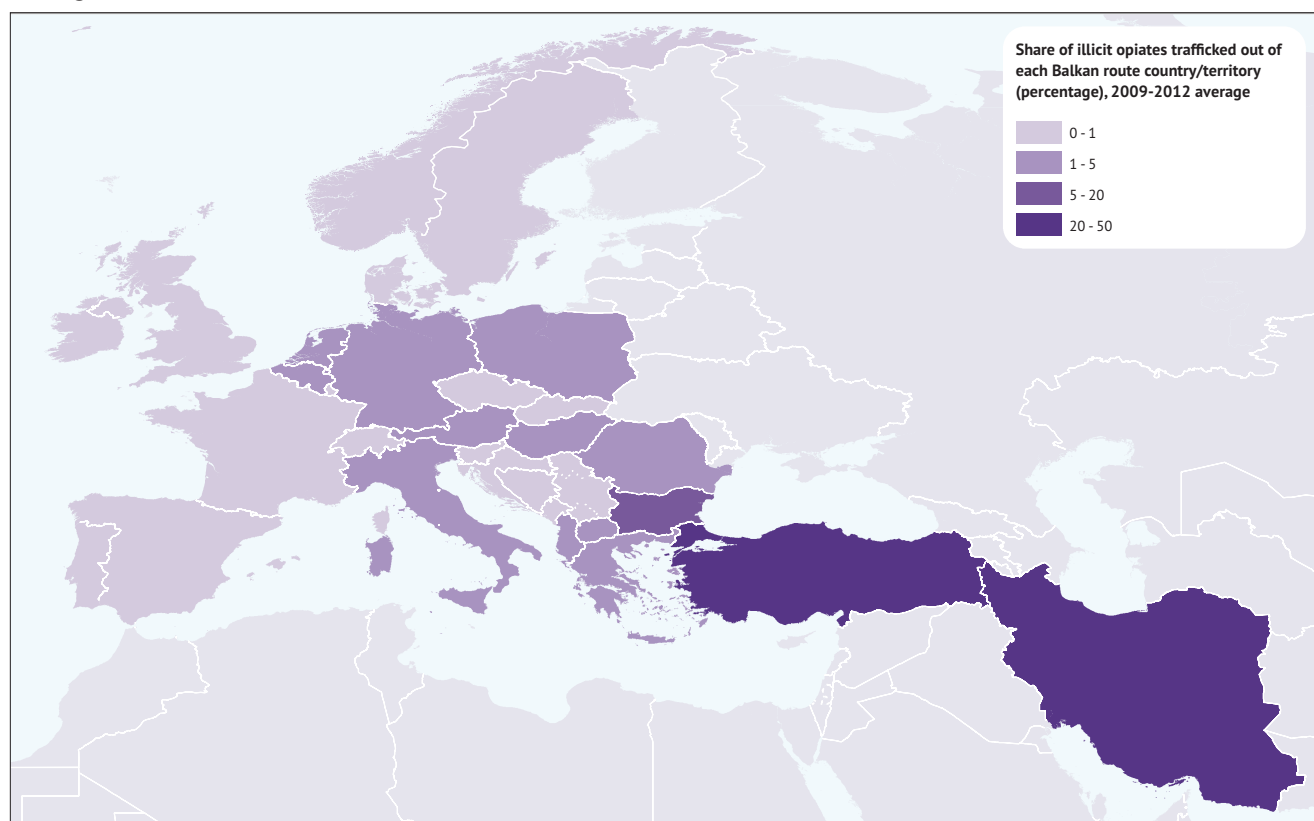 Share of illicit opiates trafficked out of
each Balkan route country/territory
(percentage), 2009-2012 average
0 - 1
1 - 5
5 - 20
20 - 50